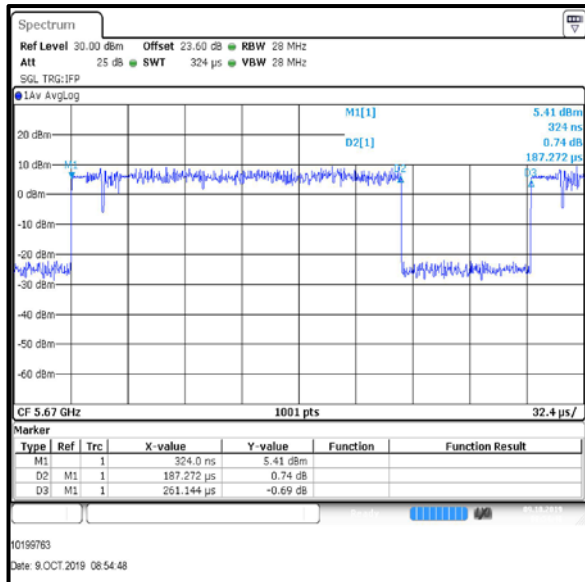 Spectrum
Ref Level 30.00 dBm Offset 23.60 dB RBW 28 MHz
Att 25 dB SWT 324 µs VBW 28 MHz
SGL TRG:IFP
1Av AvgLog
M1[1] 5.41 dBm
324 ns
D2[1] 0.74 dB
187.272 µs
20 dBm
10 dBm
M1
D2
D3
0 dBm
-10 dBm
-20 dBm
-30 dBm
-40 dBm
-50 dBm
-60 dBm
CF 5.67 GHz 1001 pts 32.4 µs/
Marker
Type Ref Trc X-value Y-value Function Function Result
M1 1 324.0 ns 5.41 dBm
D2 M1 1 187.272 µs 0.74 dB
D3 M1 1 261.144 µs -0.69 dB
10199763
Date: 9.OCT.2019 08:54:48